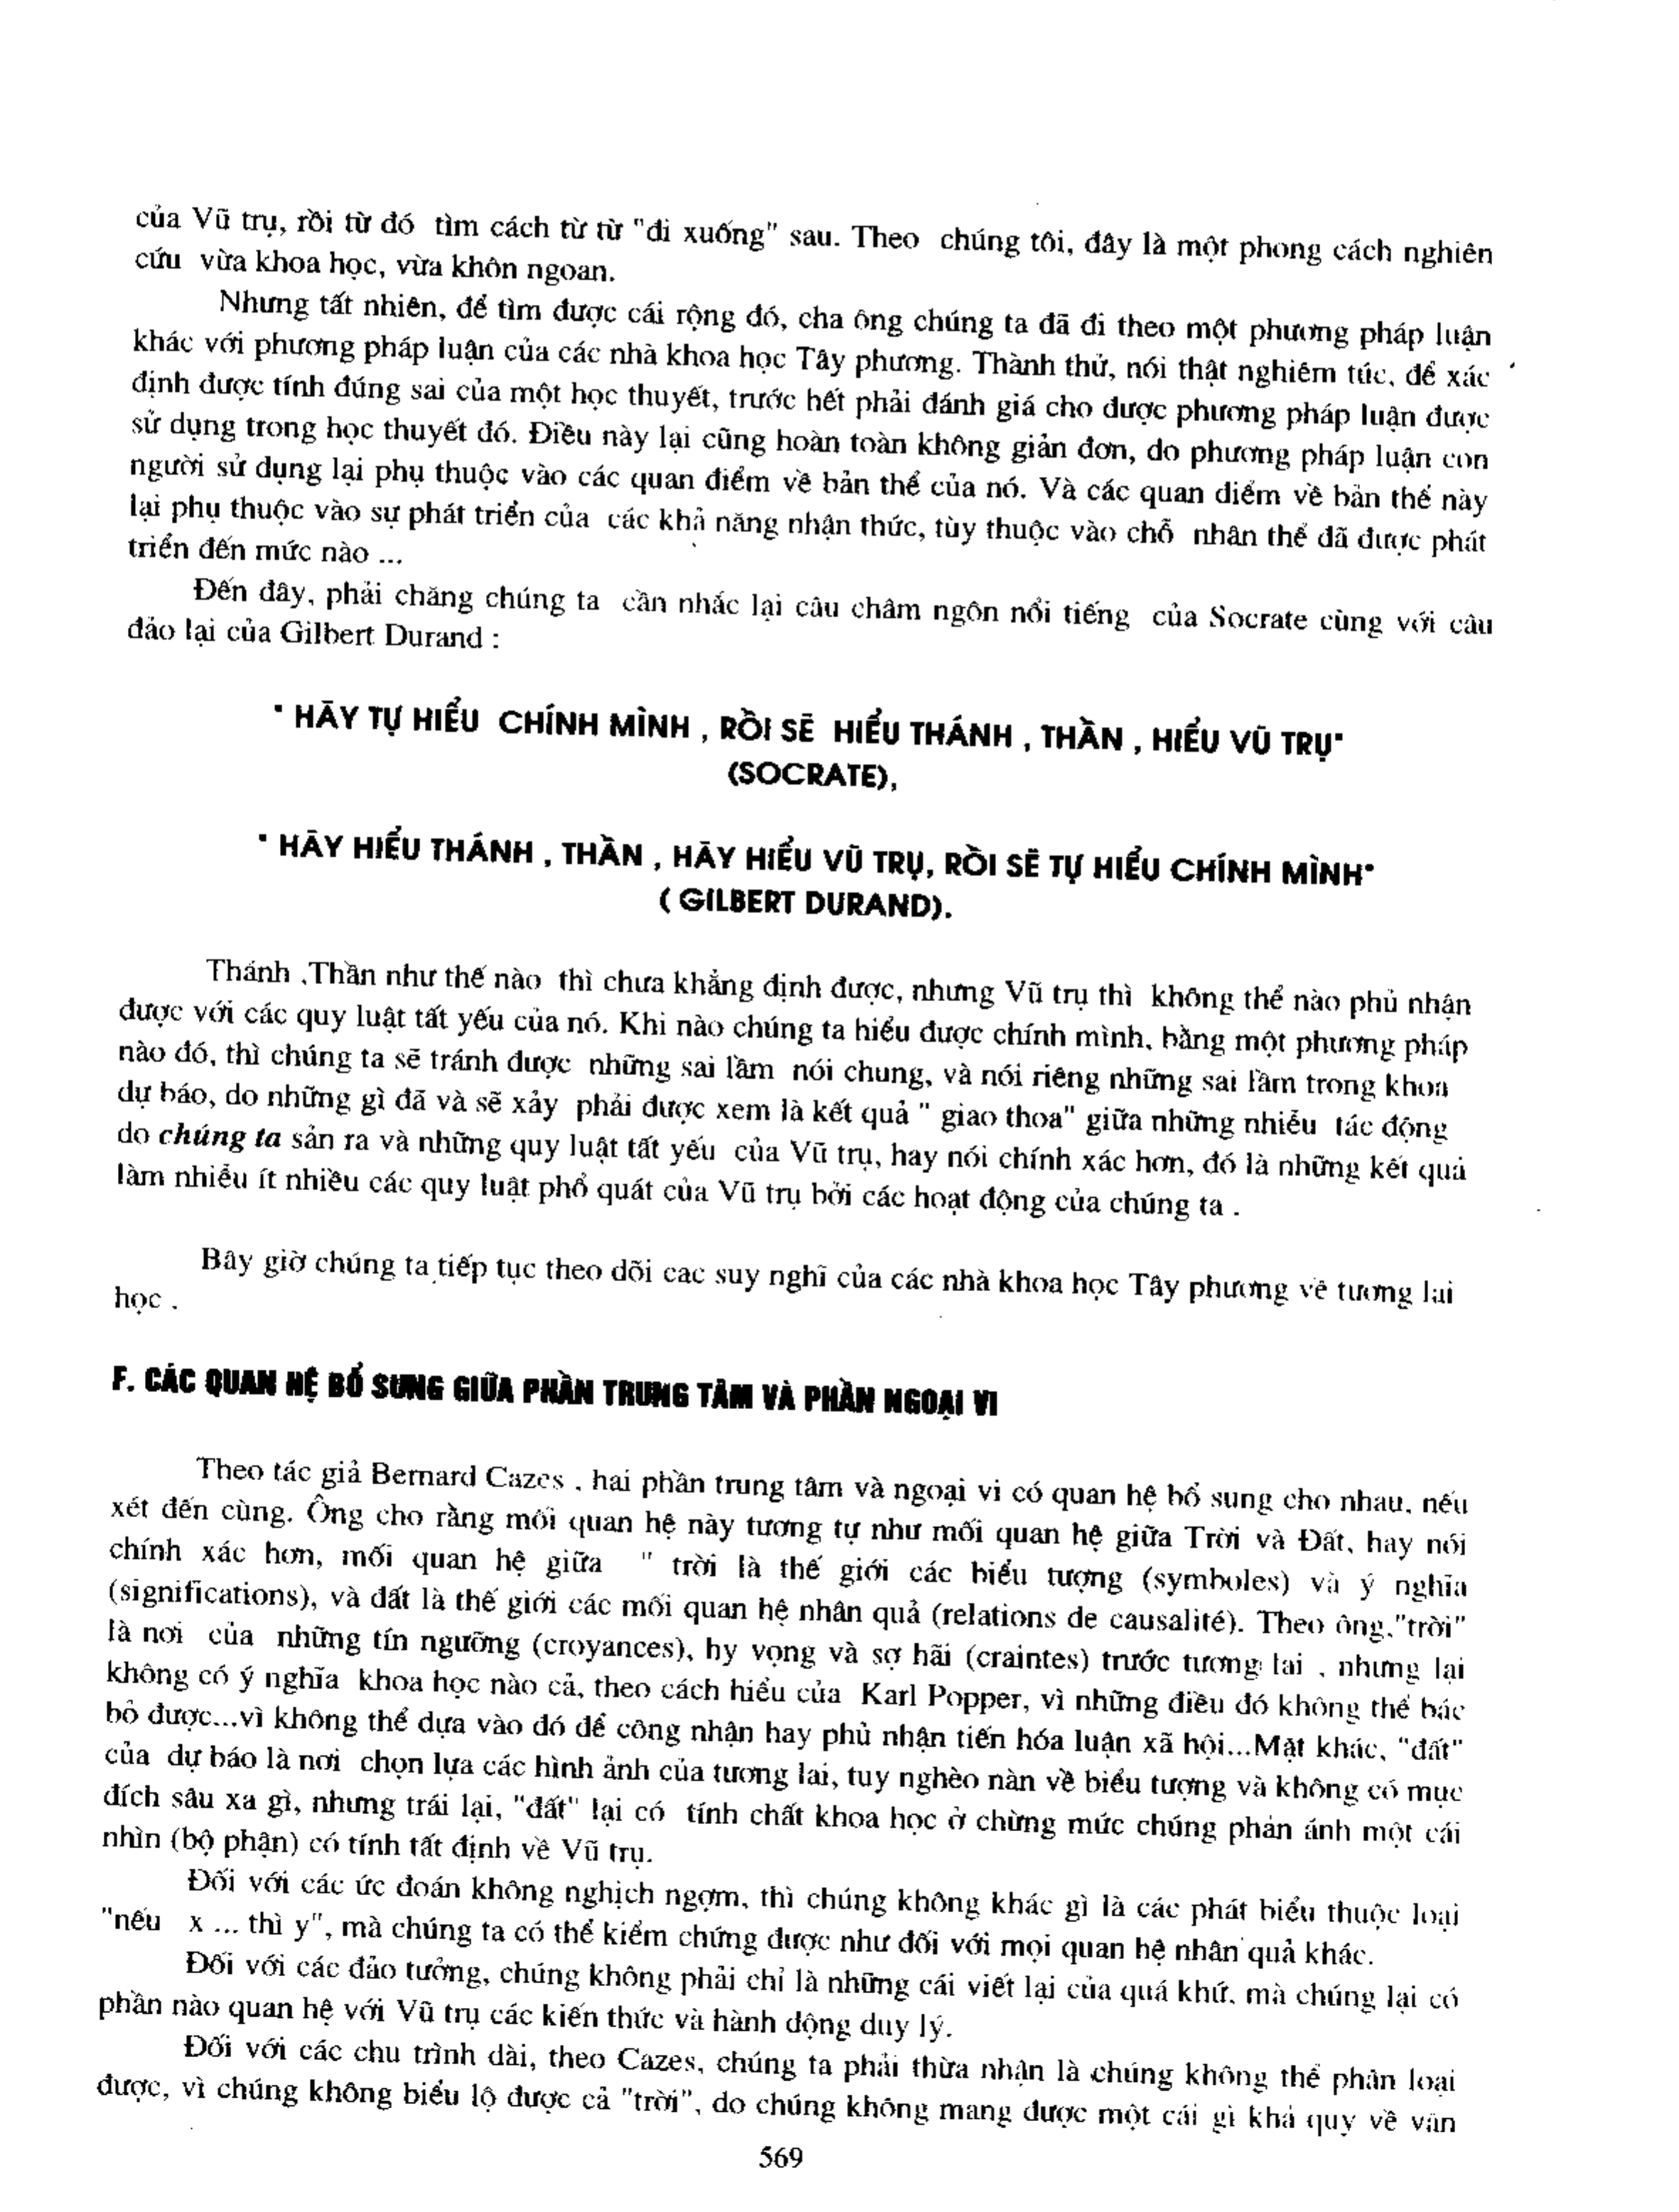 của Vũ trụ, rồi từ đó tìm cách từ từ "đi xuống" sau. Theo chúng tôi, đây là một phong cách nghiên
cứu vừa khoa học, vừa khôn ngoan.
Nhưng tất nhiên, để tìm được cái rộng đó, cha ông chúng ta đã đi theo một phương pháp luận
khác với phương pháp luận của các nhà khoa học Tây phương. Thành thử, nói thật nghiêm túc, để xác
định được tính đúng sai của một học thuyết, trước hết phải đánh giá cho được phương pháp luận được
sử dụng trong học thuyết đó. Điều này lại cũng hoàn toàn không giản đơn, do phương pháp luận con
người sử dụng lại phụ thuộc vào các quan điểm về bản thể của nó. Và các quan điểm về bản thể này
lại phụ thuộc vào sự phát triển của các khả năng nhận thức, tùy thuộc vào chỗ nhân thể đã được phát
triển đến mức nào ...
Đến đây, phải chăng chúng ta cần nhắc lại câu châm ngôn nổi tiếng của Socrate cùng với câu
đảo lại của Gilbert Durand :
" HÃY TỰ HIỂU CHÍNH MÌNH , RỒI SẼ HIỂU THÁNH , THẦN , HIỂU VŨ TRỤ"
(SOCRATE),
" HÃY HIỂU THÁNH , THẦN , HÃY HIỂU VŨ TRỤ, RỒI SẼ TỰ HIỂU CHÍNH MÌNH"
( GILBERT DURAND).
Thánh ,Thần như thế nào thì chưa khẳng định được, nhưng Vũ trụ thì không thể nào phủ nhận
được với các quy luật tất yếu của nó. Khi nào chúng ta hiểu được chính mình, bằng một phương pháp
nào đó, thì chúng ta sẽ tránh được những sai lầm nói chung, và nói riêng những sai lầm trong khoa
dự báo, do những gì đã và sẽ xảy phải được xem là kết quả " giao thoa" giữa những nhiễu tác động
do chúng ta sản ra và những quy luật tất yếu của Vũ trụ, hay nói chính xác hơn, đó là những kết quả
làm nhiễu ít nhiều các quy luật phổ quát của Vũ trụ bởi các hoạt động của chúng ta .
Bây giờ chúng ta tiếp tục theo dõi các suy nghĩ của các nhà khoa học Tây phương về tương lai
học .
F. CÁC QUAN HỆ BỔ SUNG GIỮA PHẦN TRUNG TÂM VÀ PHẦN NGOẠI VI
Theo tác giả Bernard Cazes , hai phần trung tâm và ngoại vi có quan hệ bổ sung cho nhau, nếu
xét đến cùng. Ông cho rằng mối quan hệ này tương tự như mối quan hệ giữa Trời và Đất, hay nói
chính xác hơn, mối quan hệ giữa " trời là thế giới các biểu tượng (symboles) và ý nghĩa
(significations), và đất là thế giới các mối quan hệ nhân quả (relations de causalité). Theo ông,"trời"
là nơi của những tín ngưỡng (croyances), hy vọng và sợ hãi (craintes) trước tương lai , nhưng lại
không có ý nghĩa khoa học nào cả, theo cách hiểu của Karl Popper, vì những điều đó không thể bác
bỏ được...vì không thể dựa vào đó để công nhận hay phủ nhận tiến hóa luận xã hội...Mặt khác, "đất"
của dự báo là nơi chọn lựa các hình ảnh của tương lai, tuy nghèo nàn về biểu tượng và không có mục
đích sâu xa gì, nhưng trái lại, "đất" lại có tính chất khoa học ở chừng mức chúng phản ánh một cái
nhìn (bộ phận) có tính tất định về Vũ trụ.
Đối với các ức đoán không nghịch ngợm, thì chúng không khác gì là các phát biểu thuộc loại
"nếu x ... thì y", mà chúng ta có thể kiểm chứng được như đối với mọi quan hệ nhân quả khác.
Đối với các đảo tưởng, chúng không phải chỉ là những cái viết lại của quá khứ, mà chúng lại có
phần nào quan hệ với Vũ trụ các kiến thức và hành động duy lý.
Đối với các chu trình dài, theo Cazes, chúng ta phải thừa nhận là chúng không thể phân loại
được, vì chúng không biểu lộ được cả "trời", do chúng không mang được một cái gì khả quy về văn
569